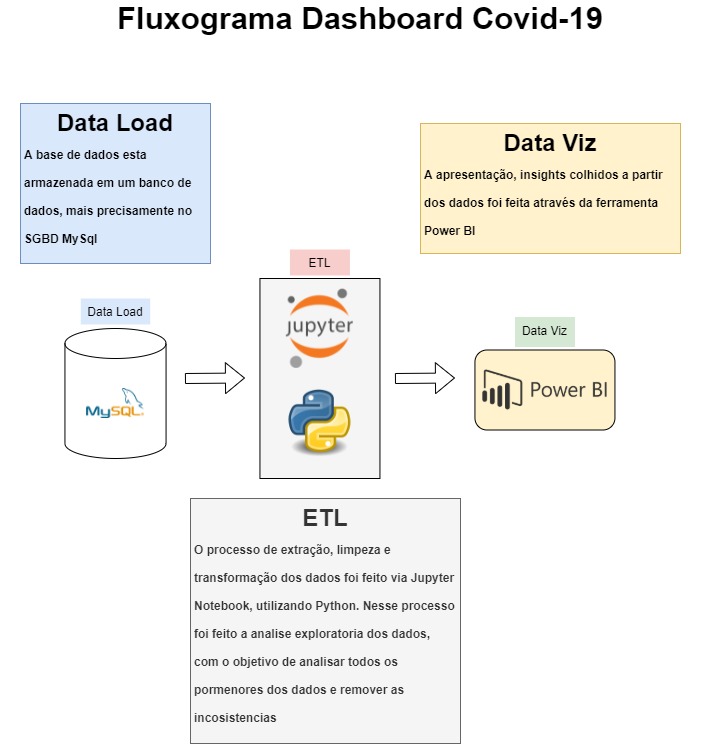 Fluxograma Dashboard Covid-19
Data Load
A base de dados esta
armazenada em um banco de
dados, mais precisamente no
SGBD MySql
Data Viz
A apresentação, insights colhidos a partir
dos dados foi feita através da ferramenta
Power BI
ETL
Data Load
jupyter
Data Viz
MySQL
Power BI
ETL
O processo de extração, limpeza e
transformação dos dados foi feito via Jupyter
Notebook, utilizando Python. Nesse processo
foi feito a analise exploratoria dos dados,
com o objetivo de analisar todos os
pormenores dos dados e remover as
incosistencias